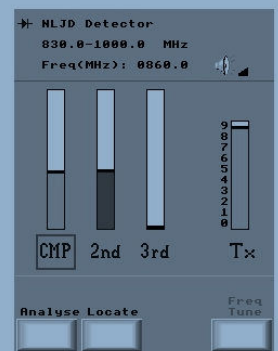 NLJD Detector
830.0-1000.0 MHz
Freq(MHz): 0860.0
9
8
7
6
5
4
3
2
1
0
CMP 2nd 3rd Tx
Analyse Locate Freq Tune